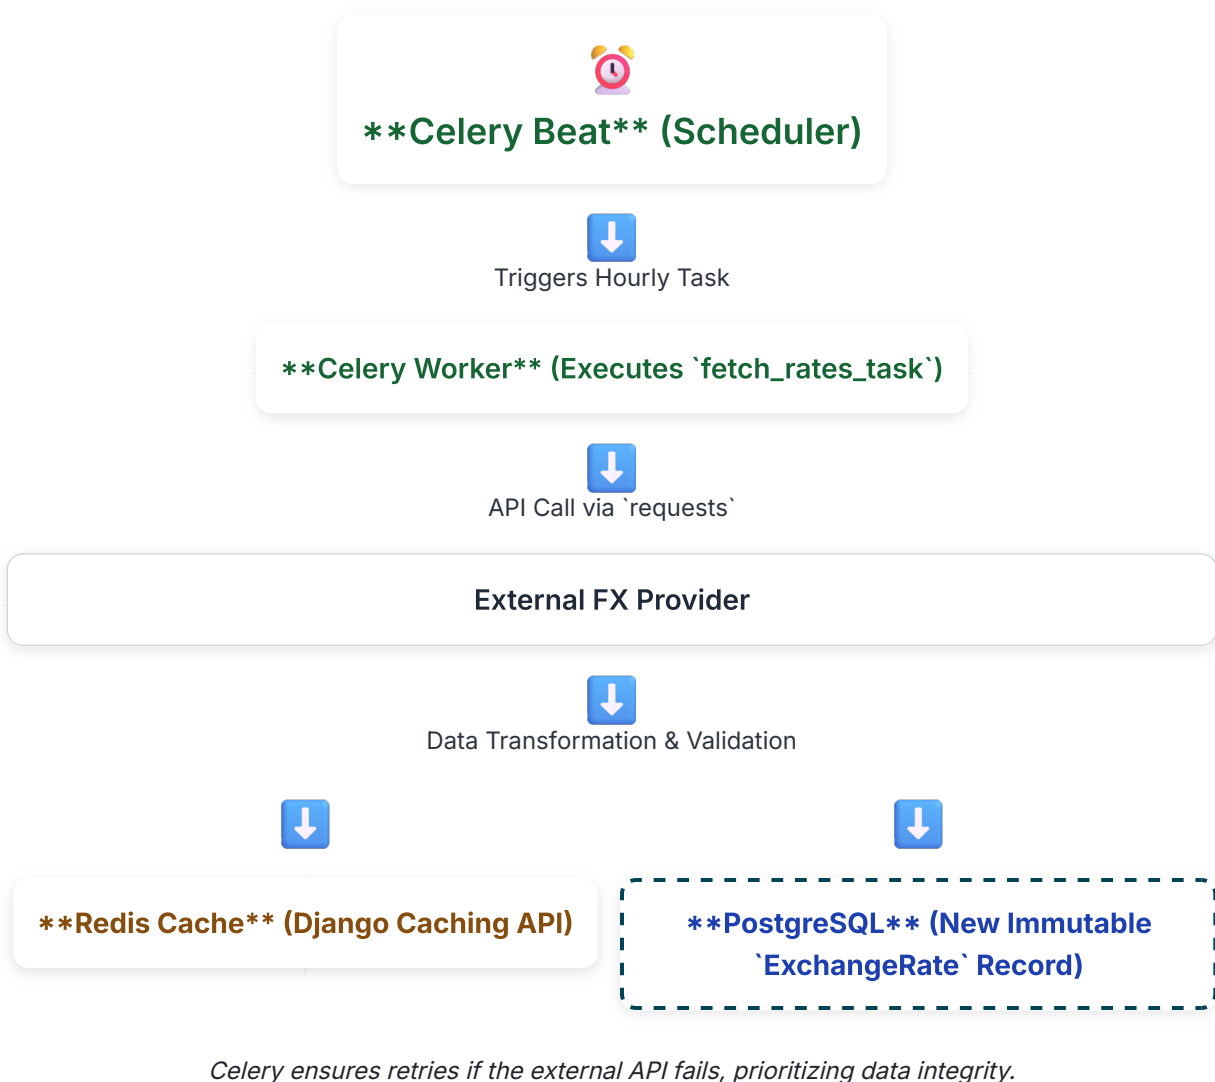 **Celery Beat** (Scheduler)
Triggers Hourly Task
**Celery Worker** (Executes `fetch_rates_task`)
API Call via `requests`
External FX Provider
Data Transformation & Validation
**Redis Cache** (Django Caching API)
**PostgreSQL** (New Immutable
`ExchangeRate` Record)
Celery ensures retries if the external API fails, prioritizing data integrity.